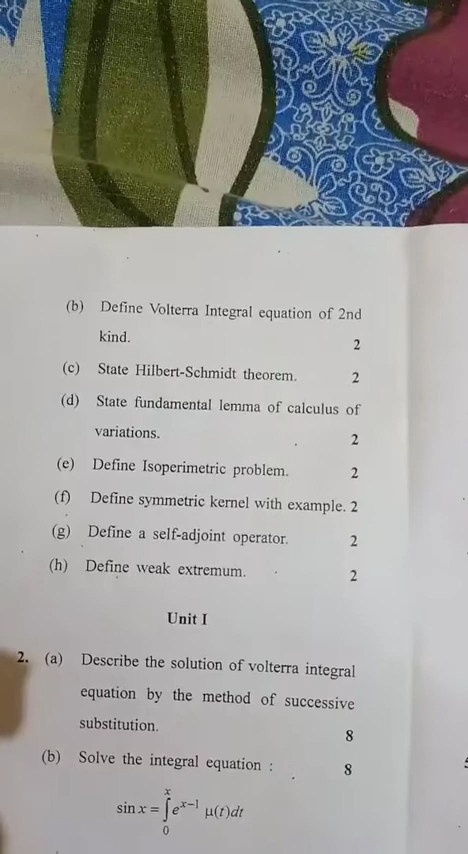 (b) Define Volterra Integral equation of 2nd
kind. 2
(c) State Hilbert-Schmidt theorem. 2
(d) State fundamental lemma of calculus of
variations. 2
(e) Define Isoperimetric problem. 2
(f) Define symmetric kernel with example. 2
(g) Define a self-adjoint operator. 2
(h) Define weak extremum. 2
Unit I
2. (a) Describe the solution of volterra integral
equation by the method of successive
substitution. 8
(b) Solve the integral equation : 8
sin x = ∫₀ˣ eˣ⁻¹ μ(t)dt